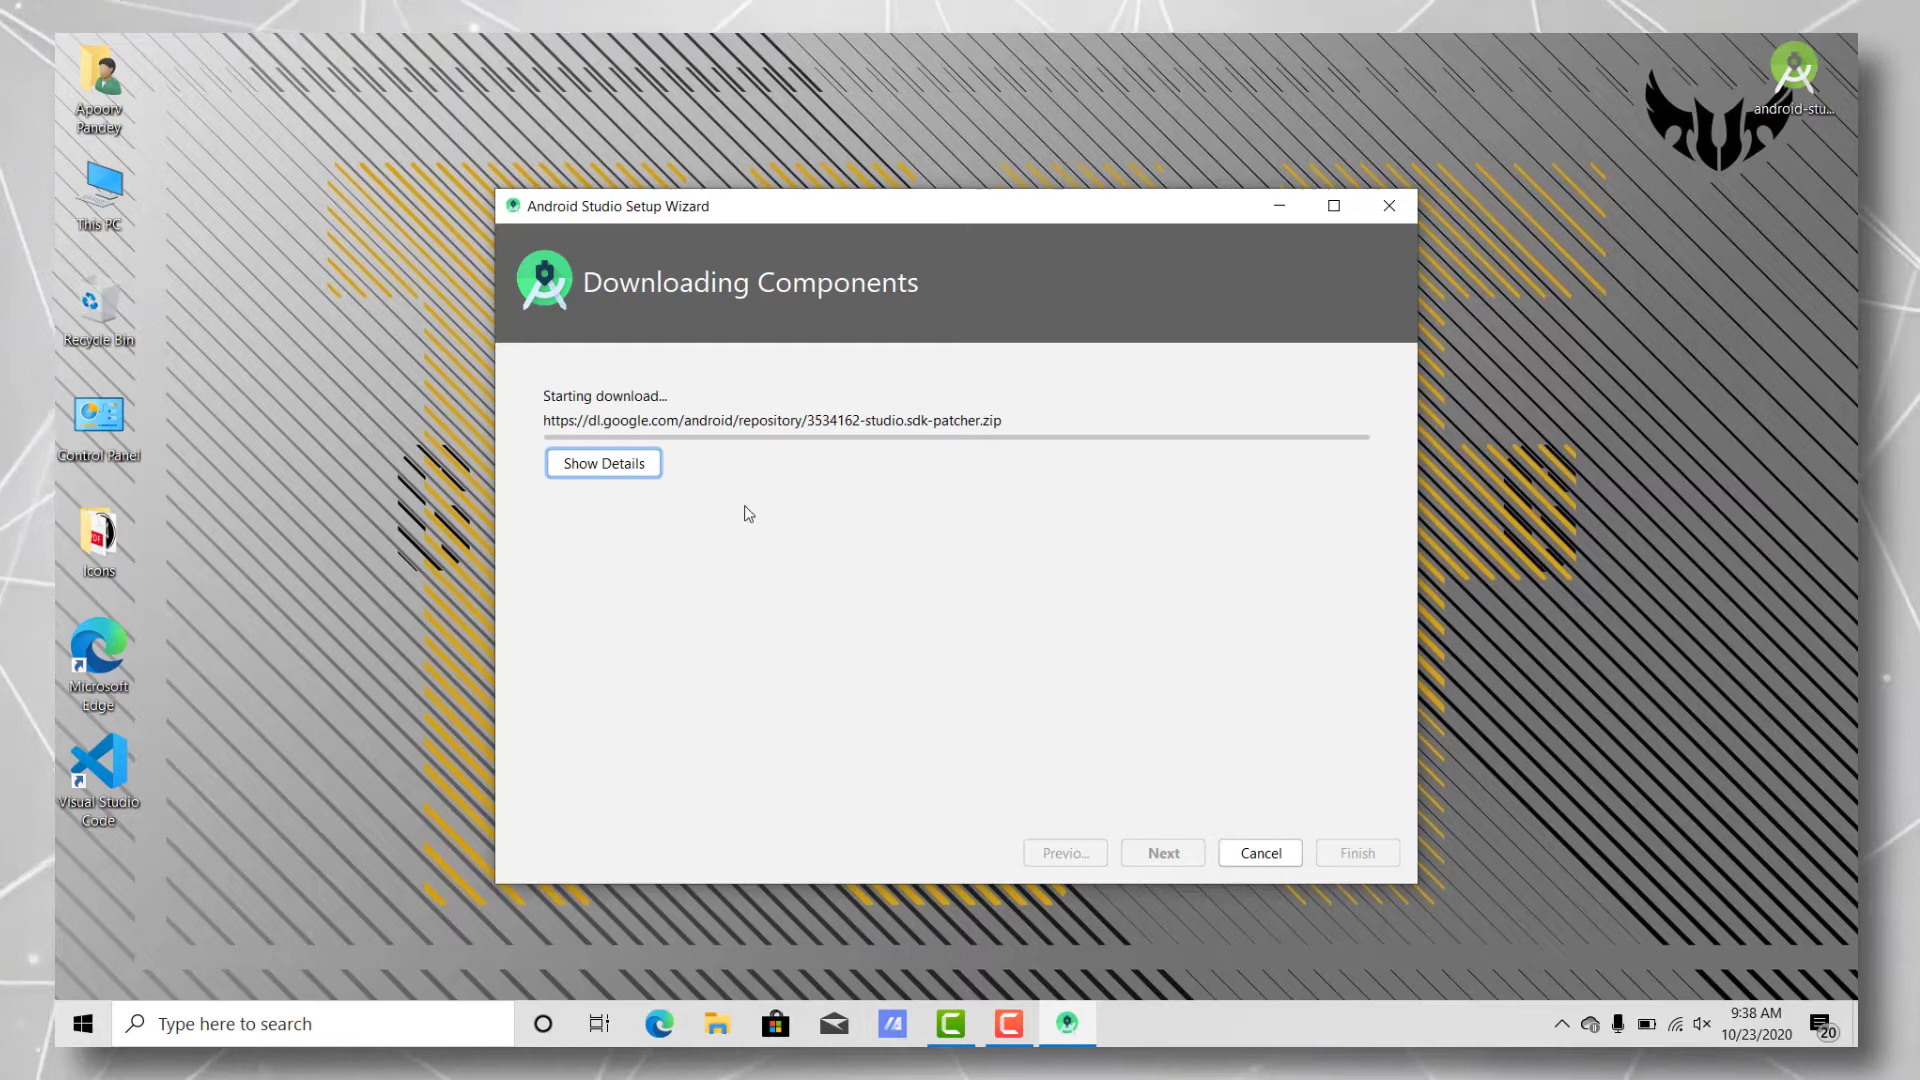 Apoorv
Pandey
This PC
Recycle Bin
Control Panel
Icons
Microsoft
Edge
Visual Studio
Code
android-stu...
Android Studio Setup Wizard
Downloading Components
Starting download...
https://dl.google.com/android/repository/3534162-studio.sdk-patcher.zip
Show Details
Previo...
Next
Cancel
Finish
Type here to search
9:38 AM
10/23/2020
20
PDF